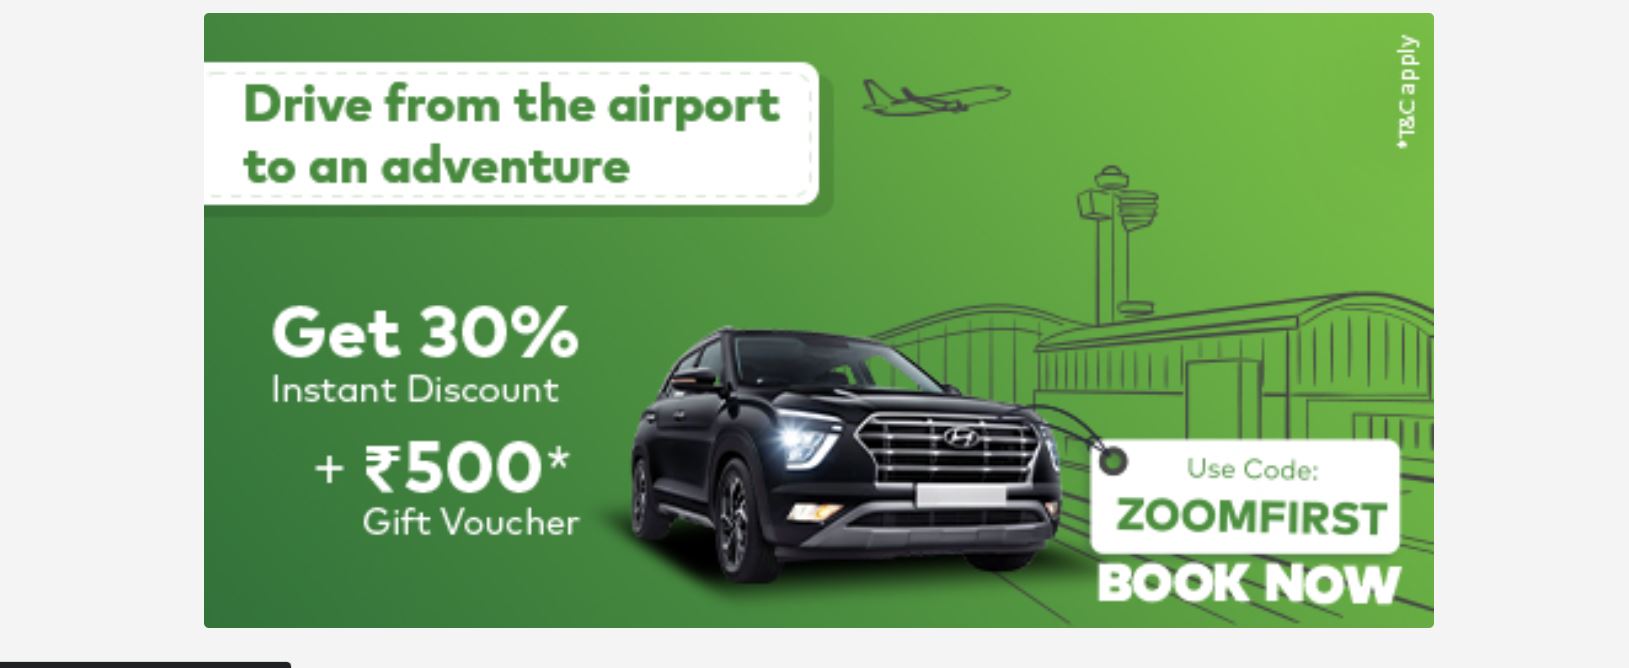 Drive from the airport
to an adventure
*T&C apply
Get 30%
Instant Discount
+ ₹500*
Gift Voucher
Use Code:
ZOOMFIRST
BOOK NOW